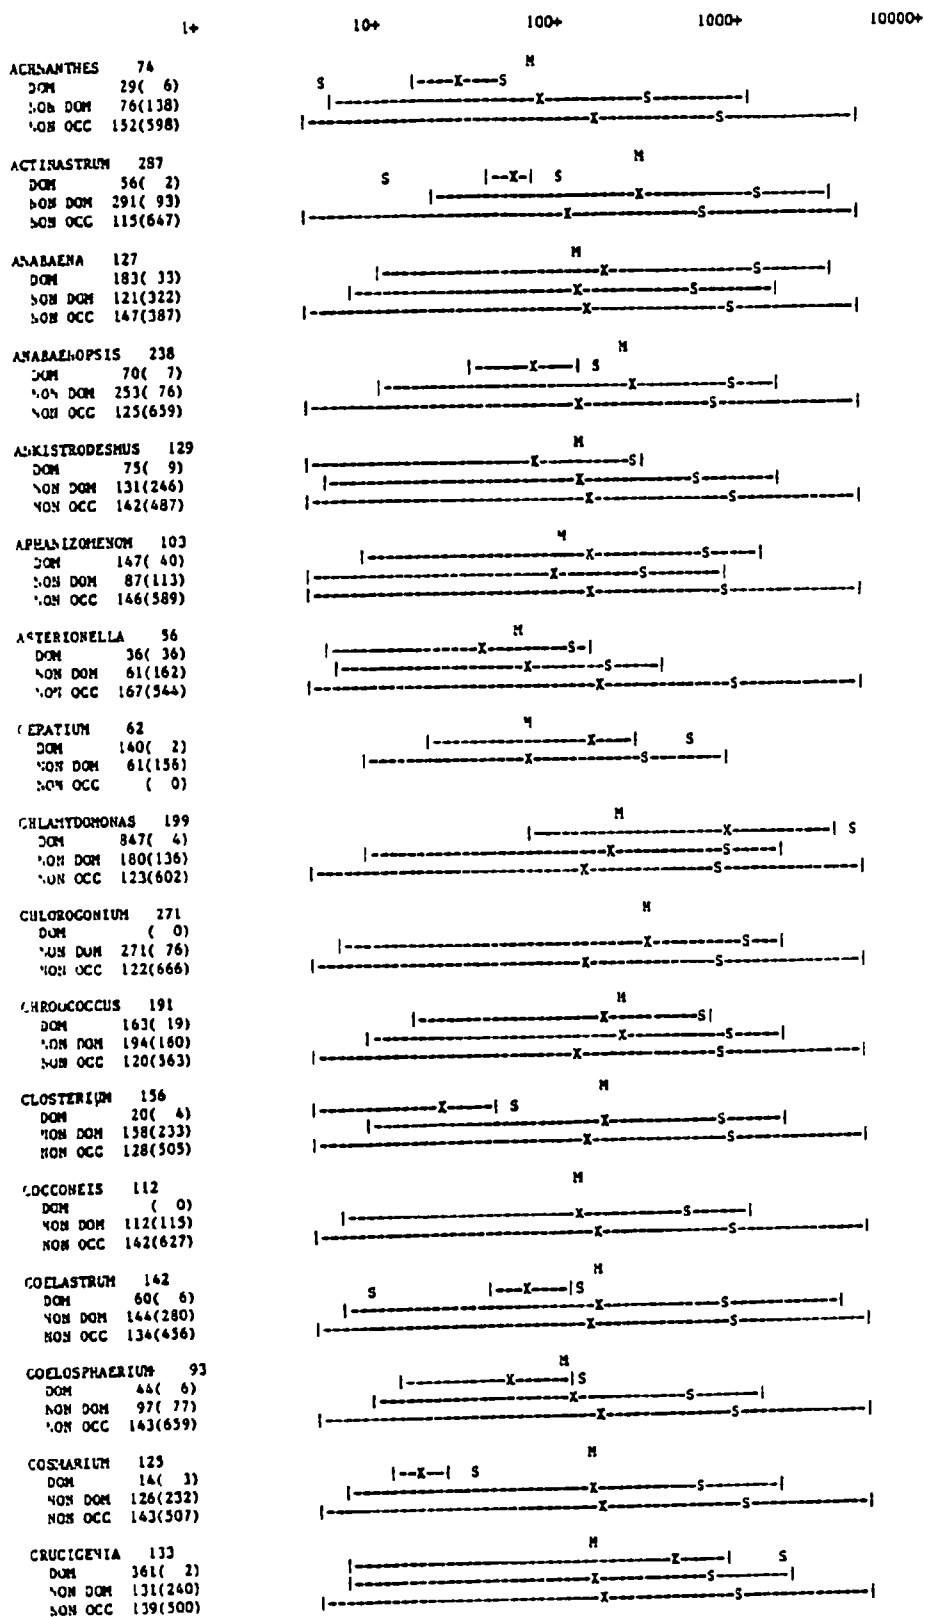 1+ 10+ 100+ 1000+ 10000+
M
ACHNANTHES 74
DOM 29( 6) S |----X----S
NON DOM 76(138) |----X----S----|
NON OCC 152(598) |----X----S----|
M
ACTINASTRUM 287
DOM 56( 2) S |--X-| S
NON DOM 291( 93) |----X----S----|
NON OCC 115(647) |----X----S----|
M
ANABAENA 127
DOM 183( 33) |----X----S----|
NON DOM 121(322) |----X----S----|
NON OCC 147(387) |----X----S----|
M
ANABAENOPSIS 238
DOM 70( 7) |----X----| S
NON DOM 253( 76) |----X----S----|
NON OCC 125(659) |----X----S----|
M
ANKISTRODESMUS 129
DOM 75( 9) |----X----S|
NON DOM 131(246) |----X----S----|
NON OCC 142(487) |----X----S----|
M
APHANIZOMENOM 103
DOM 147( 40) |----X----S----|
NON DOM 87(113) |----X----S----|
NON OCC 146(589) |----X----S----|
M
ASTERIONELLA 56
DOM 36( 36) |----X----S-|
NON DOM 61(162) |----X----S----|
NON OCC 167(544) |----X----S----|
M
CERATIUM 62
DOM 140( 2) |----X----| S
NON DOM 61(156) |----X----S----|
NON OCC ( 0)
M
CHLAMYDOMONAS 199
DOM 847( 4) |----X----| S
NON DOM 180(136) |----X----S----|
NON OCC 123(602) |----X----S----|
M
CHLOROGONIUM 271
DOM ( 0)
NON DOM 271( 76) |----X----S----|
NON OCC 122(666) |----X----S----|
M
CHROOCOCCUS 191
DOM 163( 19) |----X----S|
NON DOM 194(160) |----X----S----|
NON OCC 120(563) |----X----S----|
M
CLOSTERIUM 156
DOM 20( 4) |----X----| S
NON DOM 158(233) |----X----S----|
NON OCC 128(505) |----X----S----|
M
COCCONEIS 112
DOM ( 0)
NON DOM 112(115) |----X----S----|
NON OCC 142(627) |----X----S----|
M
COELASTRUM 142
DOM 60( 6) S |---X----|S
NON DOM 144(280) |----X----S----|
NON OCC 134(456) |----X----S----|
M
COELOSPHAERIUM 93
DOM 44( 6) |----X----|S
NON DOM 97( 77) |----X----S----|
NON OCC 143(659) |----X----S----|
M
COSMARIUM 125
DOM 14( 3) |--X--| S
NON DOM 126(232) |----X----S----|
NON OCC 143(507) |----X----S----|
M
CRUCIGENIA 133
DOM 361( 2) |----X----| S
NON DOM 131(240) |----X----S----|
NON OCC 139(500) |----X----S----|